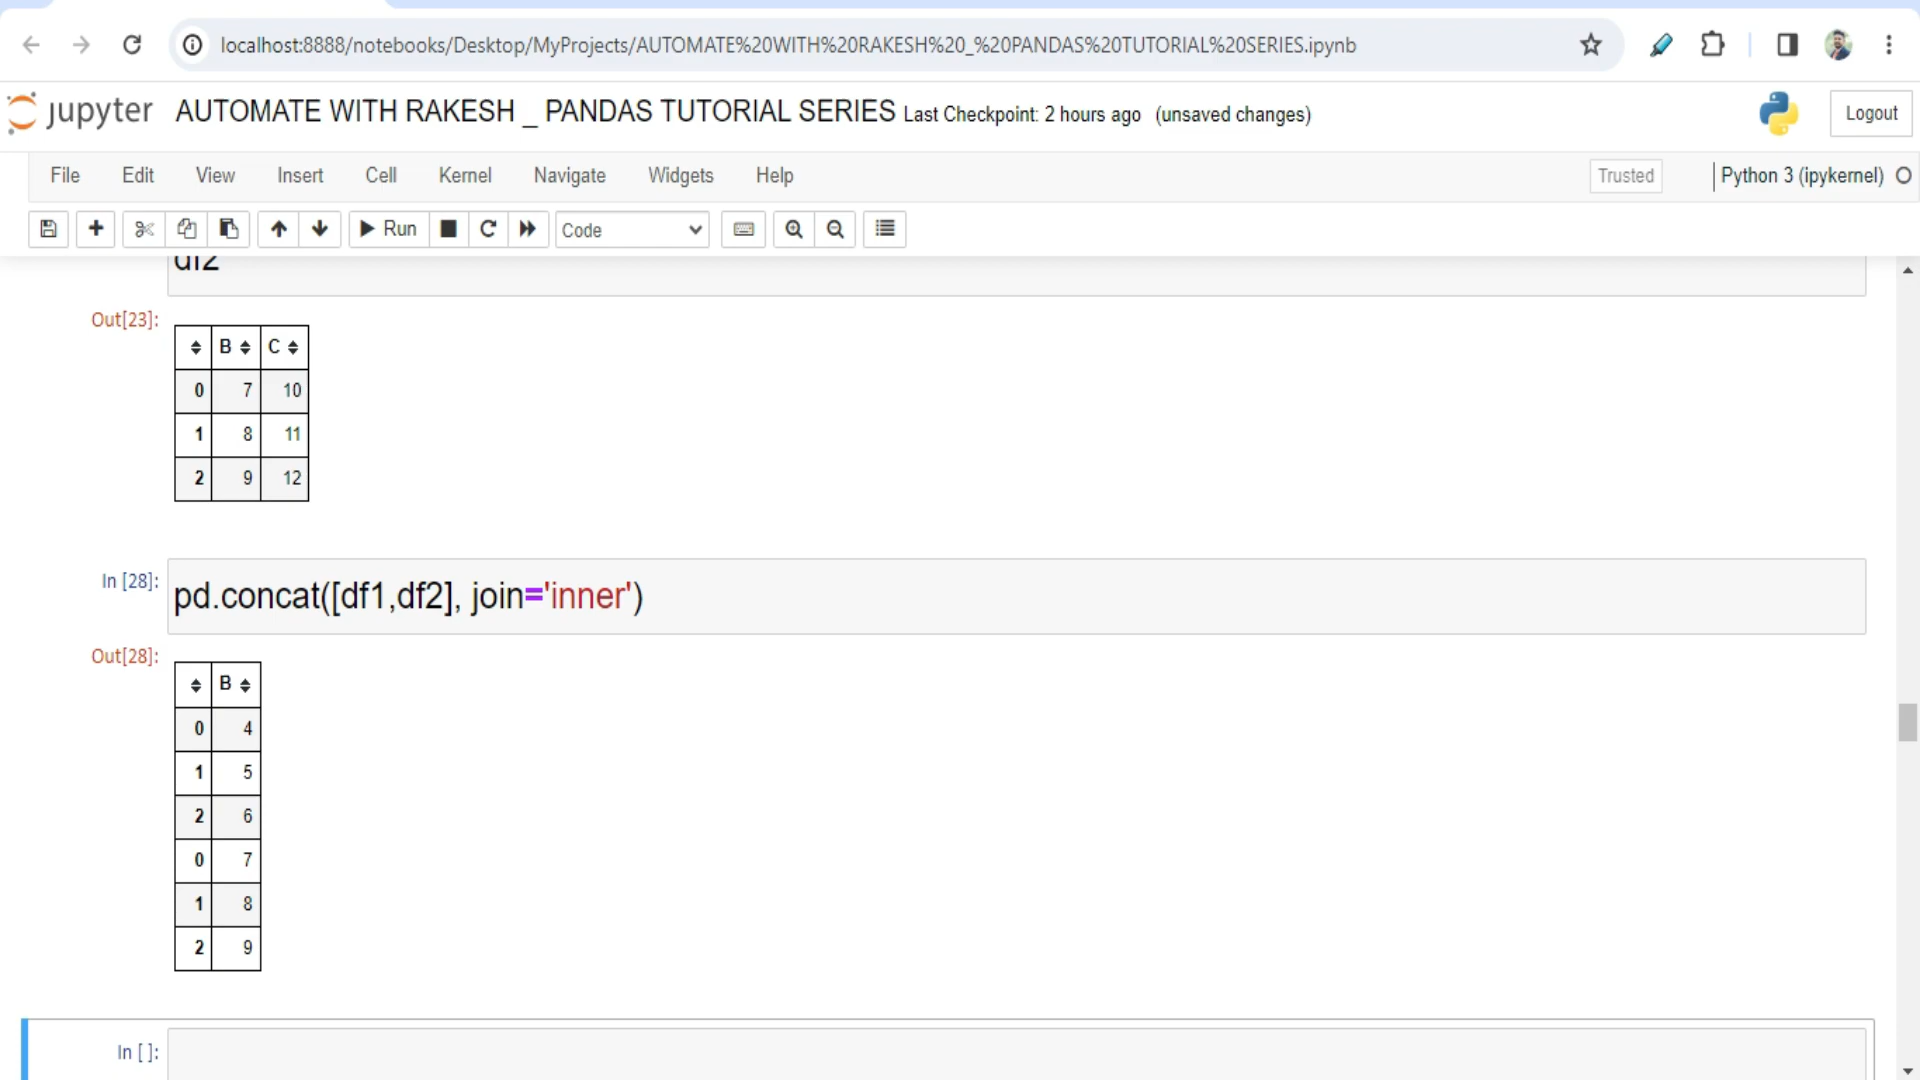 localhost:8888/notebooks/Desktop/MyProjects/AUTOMATE%20WITH%20RAKESH%20_%20PANDAS%20TUTORIAL%20SERIES.ipynb
jupyter AUTOMATE WITH RAKESH _ PANDAS TUTORIAL SERIES Last Checkpoint: 2 hours ago (unsaved changes) Logout
File Edit View Insert Cell Kernel Navigate Widgets Help Trusted Python 3 (ipykernel)
Run Code
df2
Out[23]:
B C
0 7 10
1 8 11
2 9 12
In [28]: pd.concat([df1,df2], join='inner')
Out[28]:
B
0 4
1 5
2 6
0 7
1 8
2 9
In [ ]: